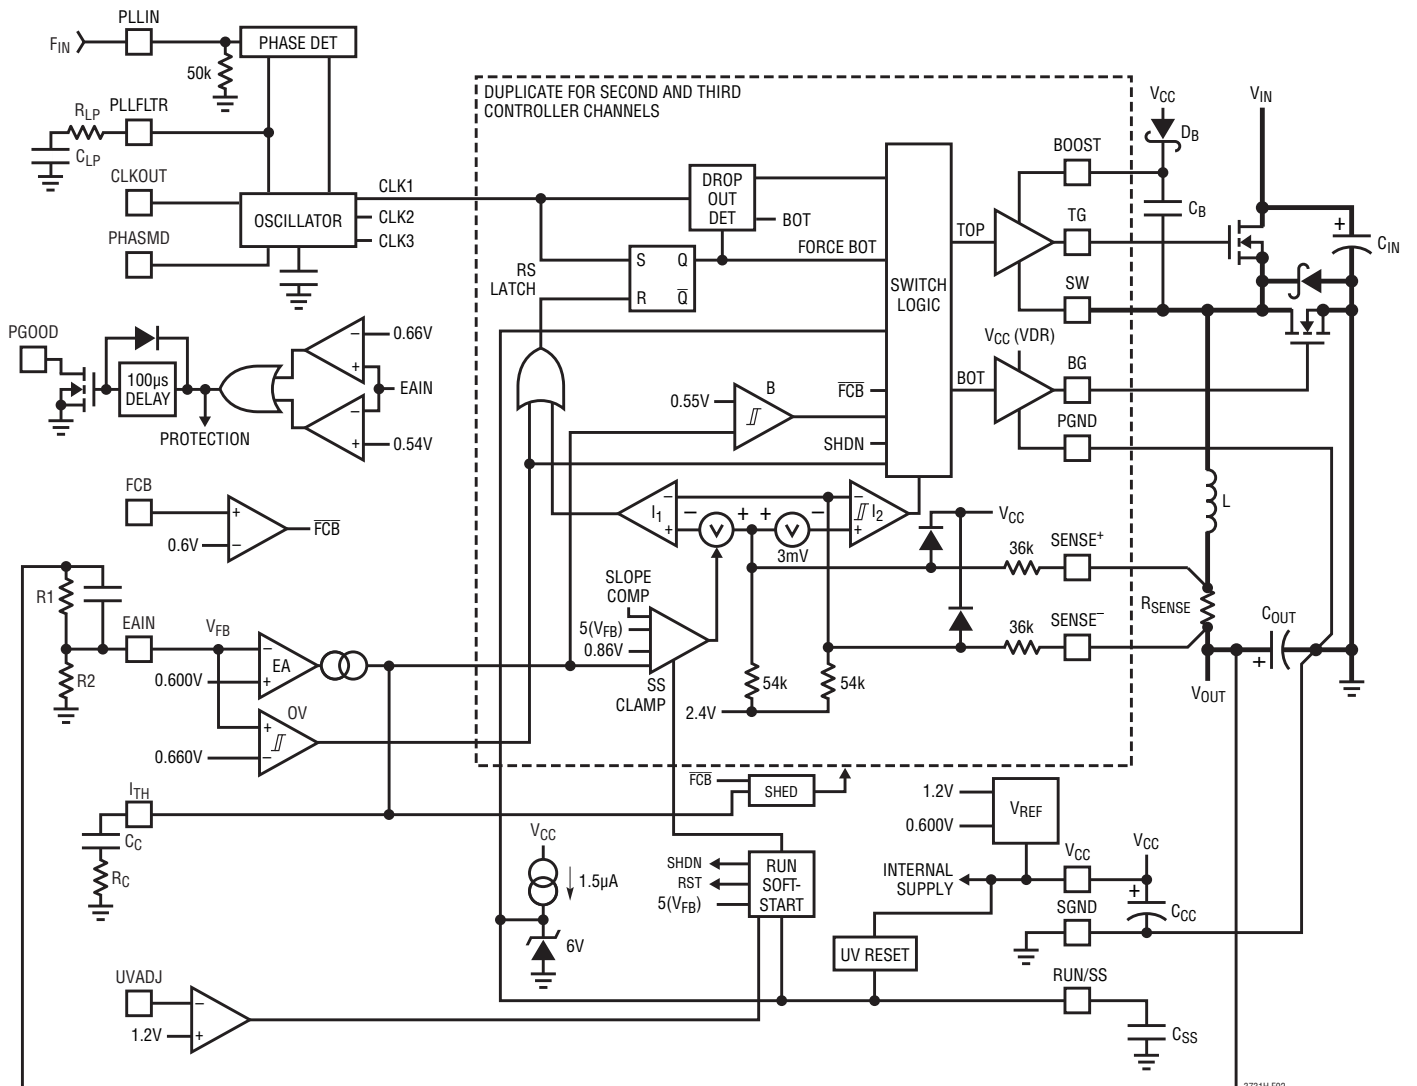 PLLIN
F_IN
PHASE DET
50k
R_LP
PLLFLTR
C_LP
CLKOUT
PHASMD
OSCILLATOR
CLK1
CLK2
CLK3
DUPLICATE FOR SECOND AND THIRD
CONTROLLER CHANNELS
DROP
OUT
DET
BOT
FORCE BOT
RS
LATCH
S
Q
R
Q̅
SWITCH
LOGIC
TOP
BOT
V_CC
D_B
V_IN
BOOST
C_B
TG
+
C_IN
SW
V_CC (VDR)
BG
PGND
PGOOD
100µs
DELAY
PROTECTION
−
0.66V
+
EAIN
−
+
0.54V
B
0.55V
F̅C̅B̅
SHDN
FCB
+
0.6V
−
F̅C̅B̅
−
I_1
+
−
+
+
−
3mV
−
I_2
+
V_CC
36k
SENSE+
36k
SENSE−
L
R_SENSE
C_OUT
+
V_OUT
SLOPE
COMP
5(V_FB)
0.86V
SS
CLAMP
54k
54k
2.4V
R1
EAIN
V_FB
R2
−
EA
+
0.600V
OV
+
−
0.660V
I_TH
C_C
R_C
F̅C̅B̅
SHED
1.2V
0.600V
V_REF
V_CC
1.5µA
6V
SHDN
RST
5(V_FB)
RUN
SOFT-
START
INTERNAL
SUPPLY
V_CC
V_CC
+
C_CC
SGND
UV RESET
RUN/SS
C_SS
UVADJ
−
1.2V
+